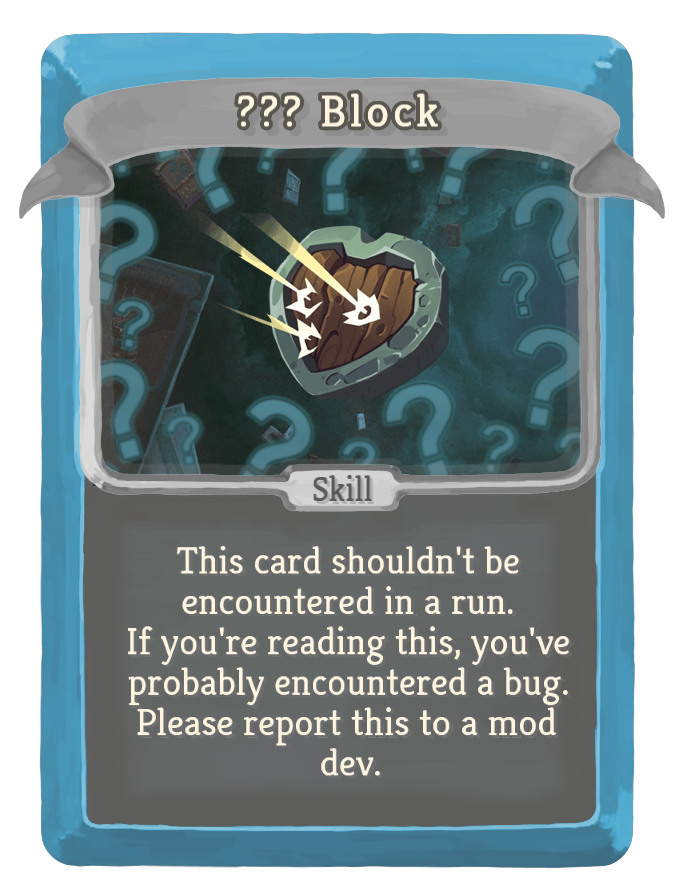 ??? Block
Skill
This card shouldn't be
encountered in a run.
If you're reading this, you've
probably encountered a bug.
Please report this to a mod
dev.